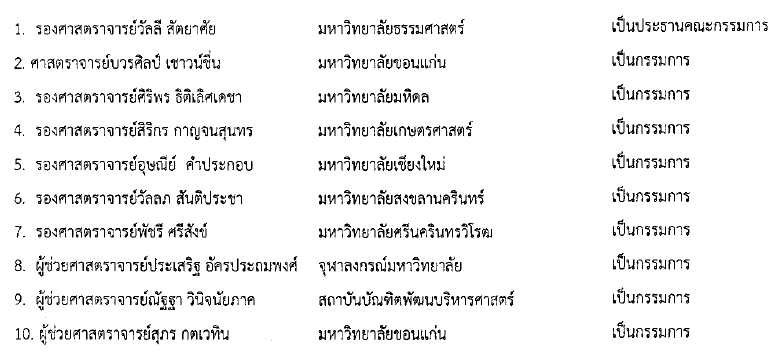 1. รองศาสตราจารย์วัลลี สัตยาศัย มหาวิทยาลัยธรรมศาสตร์ เป็นประธานคณะกรรมการ
2. ศาสตราจารย์บวรศิลป์ เชาวน์ชื่น มหาวิทยาลัยขอนแก่น เป็นกรรมการ
3. รองศาสตราจารย์ศิริพร ธิติเลิศเดชา มหาวิทยาลัยมหิดล เป็นกรรมการ
4. รองศาสตราจารย์สิริกร กาญจนสุนทร มหาวิทยาลัยเกษตรศาสตร์ เป็นกรรมการ
5. รองศาสตราจารย์อุษณีย์ คำประกอบ มหาวิทยาลัยเชียงใหม่ เป็นกรรมการ
6. รองศาสตราจารย์วัลลภ สันติประชา มหาวิทยาลัยสงขลานครินทร์ เป็นกรรมการ
7. รองศาสตราจารย์พัชรี ศรีสังข์ มหาวิทยาลัยศรีนครินทรวิโรฒ เป็นกรรมการ
8. ผู้ช่วยศาสตราจารย์ประเสริฐ อัครประถมพงศ์ จุฬาลงกรณ์มหาวิทยาลัย เป็นกรรมการ
9. ผู้ช่วยศาสตราจารย์ณัฐฐา วินิจนัยภาค สถาบันบัณฑิตพัฒนบริหารศาสตร์ เป็นกรรมการ
10. ผู้ช่วยศาสตราจารย์สุภร กตเวทิน มหาวิทยาลัยขอนแก่น เป็นกรรมการ